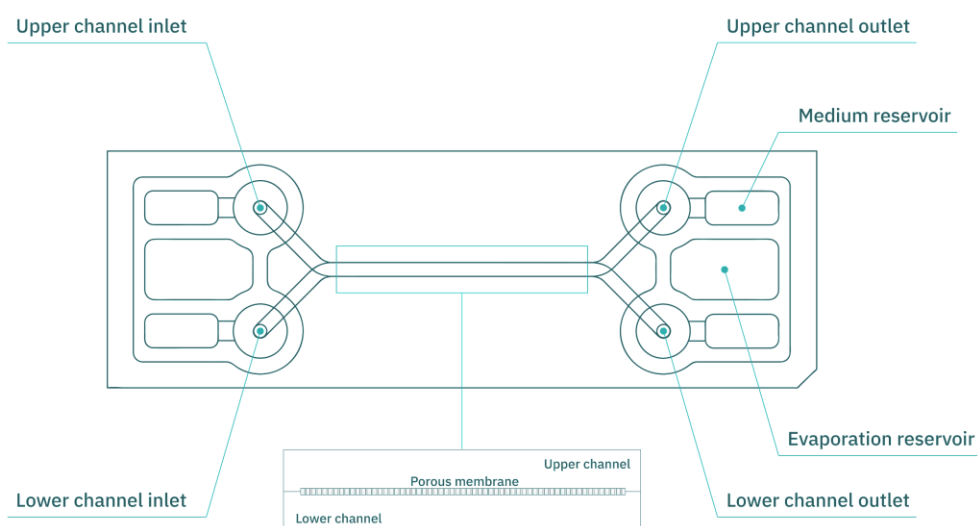 Upper channel inlet
Upper channel outlet
Medium reservoir
Evaporation reservoir
Upper channel
Porous membrane
Lower channel inlet
Lower channel outlet
Lower channel